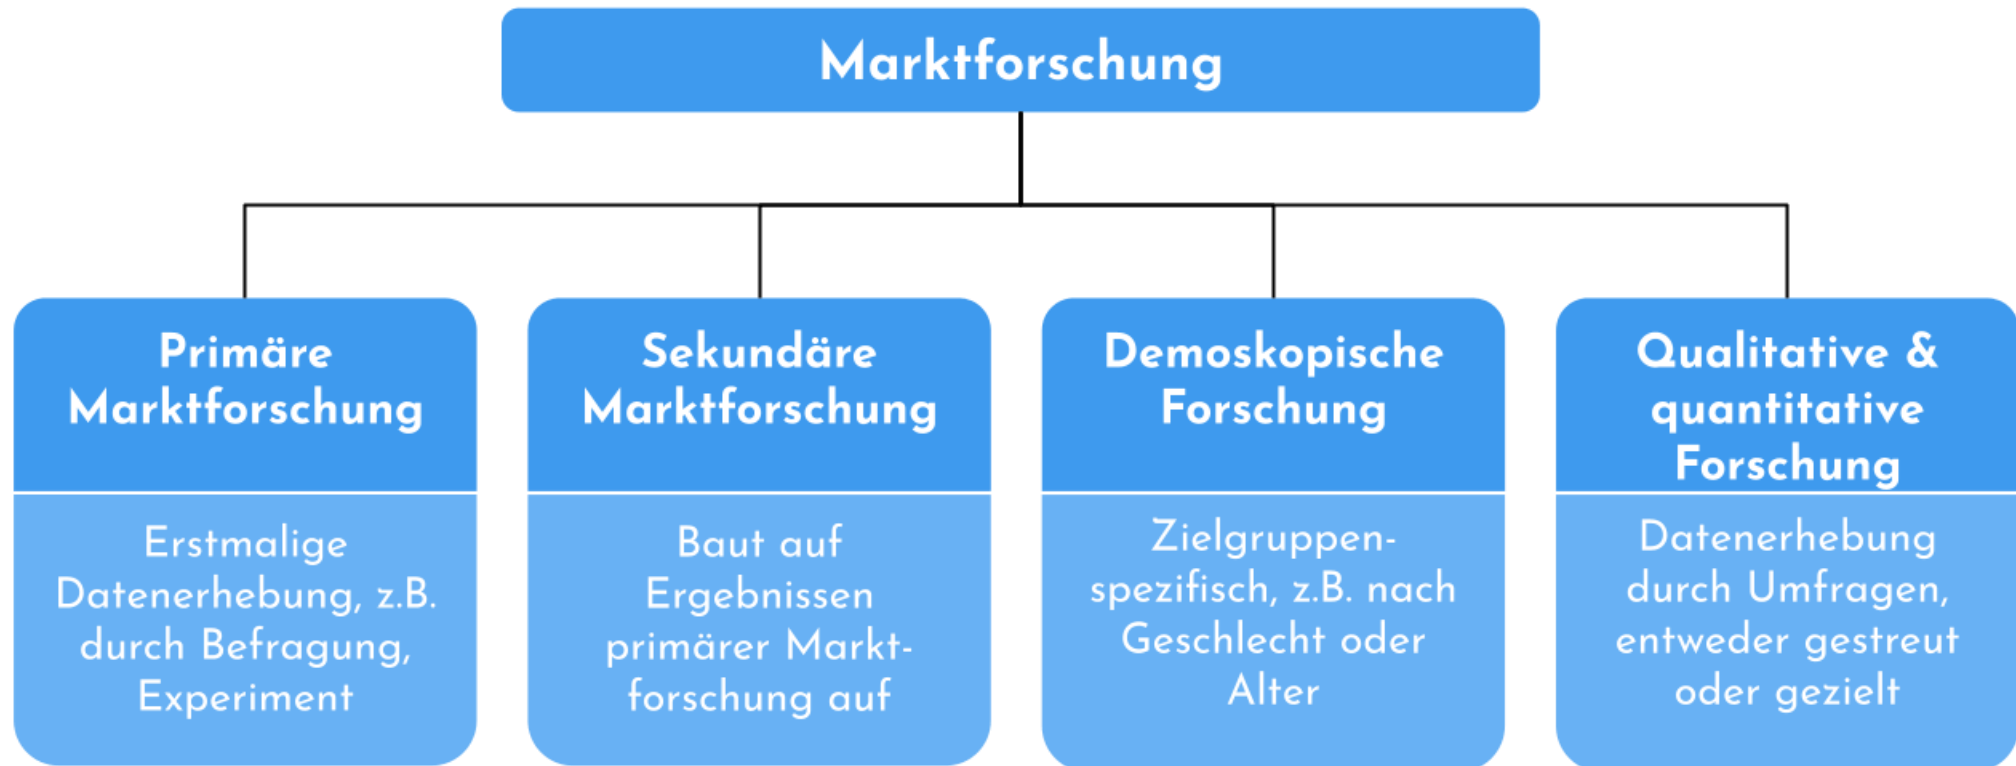 Marktforschung
Primäre
Marktforschung
Erstmalige
Datenerhebung, z.B.
durch Befragung,
Experiment
Sekundäre
Marktforschung
Baut auf
Ergebnissen
primärer Markt-
forschung auf
Demoskopische
Forschung
Zielgruppen-
spezifisch, z.B. nach
Geschlecht oder
Alter
Qualitative &
quantitative
Forschung
Datenerhebung
durch Umfragen,
entweder gestreut
oder gezielt